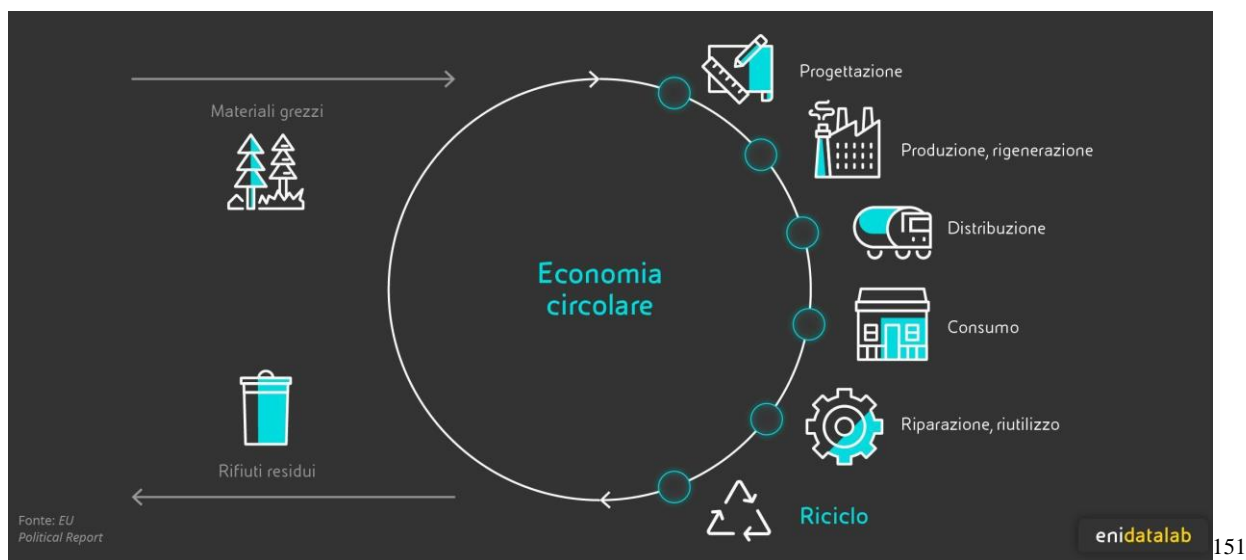 Materiali grezzi
Progettazione
Produzione, rigenerazione
Distribuzione
Economia
circolare
Consumo
Riparazione, riutilizzo
Rifiuti residui
Riciclo
Fonte: EU
Political Report
enidatalab
151